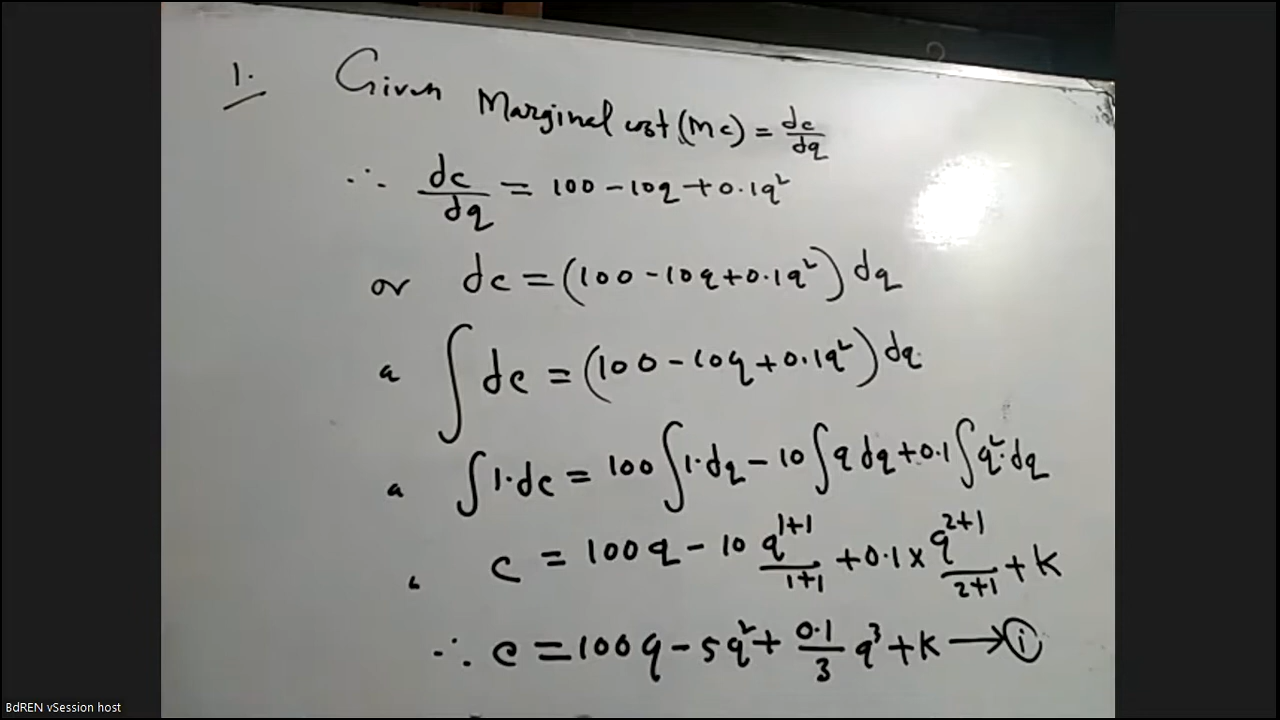 1. Given Marginal cost (Mc) = dc/dq
∴ dc/dq = 100 - 10q + 0.1q²
or dc = (100 - 10q + 0.1q²) dq
∫ dc = (100 - 10q + 0.1q²) dq
∫ 1·dc = 100 ∫ 1·dq - 10 ∫ q dq + 0.1 ∫ q²·dq
c = 100q - 10 q^(1+1)/(1+1) + 0.1 × q^(2+1)/(2+1) + K
∴ c = 100q - 5q² + 0.1/3 q³ + K → (i)
BdREN vSession host